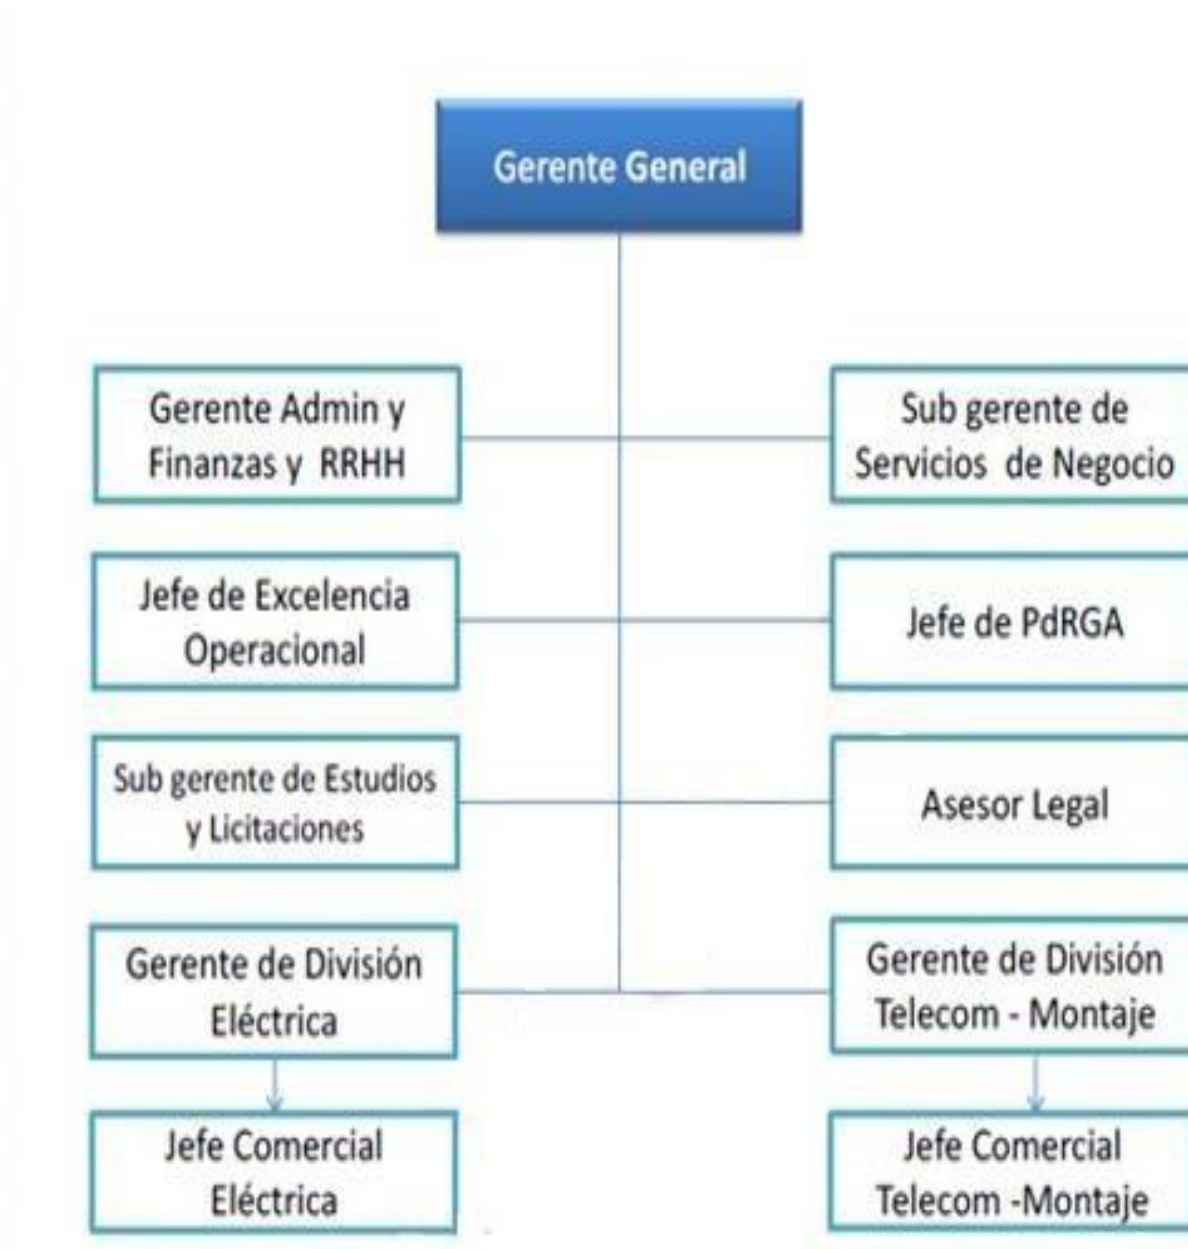 Gerente General
Gerente Admin y
Finanzas y RRHH
Sub gerente de
Servicios de Negocio
Jefe de Excelencia
Operacional
Jefe de PdRGA
Sub gerente de Estudios
y Licitaciones
Asesor Legal
Gerente de División
Eléctrica
Gerente de División
Telecom - Montaje
Jefe Comercial
Eléctrica
Jefe Comercial
Telecom -Montaje